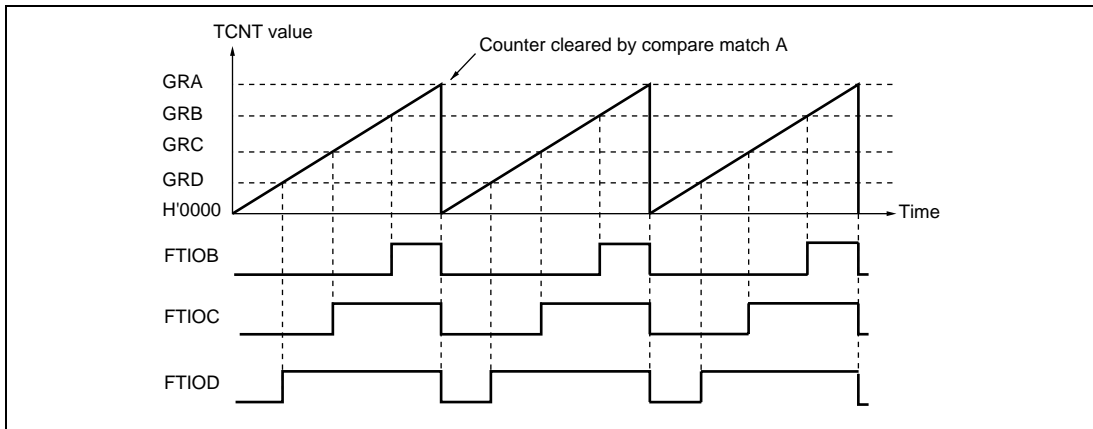 TCNT value
Counter cleared by compare match A
GRA
GRB
GRC
GRD
H'0000
Time
FTIOB
FTIOC
FTIOD